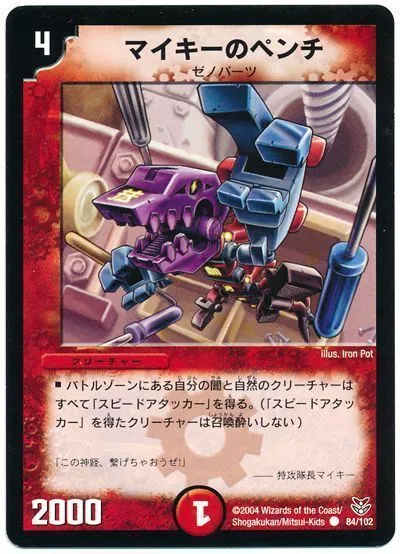 4
マイキーのペンチ
ゼノパーツ
Illus. Iron Pot
クリーチャー
■ バトルゾーンにある自分の闇と自然のクリーチャーは
すべて「スピードアタッカー」を得る。(「スピードアタッ
カー」を得たクリーチャーは召喚酔いしない)
「この神経、繋げちゃおうぜ!」
—— 特攻隊長マイキー
2000
1
©2004 Wizards of the Coast/
Shogakukan/Mitsui-Kids ● 84/102